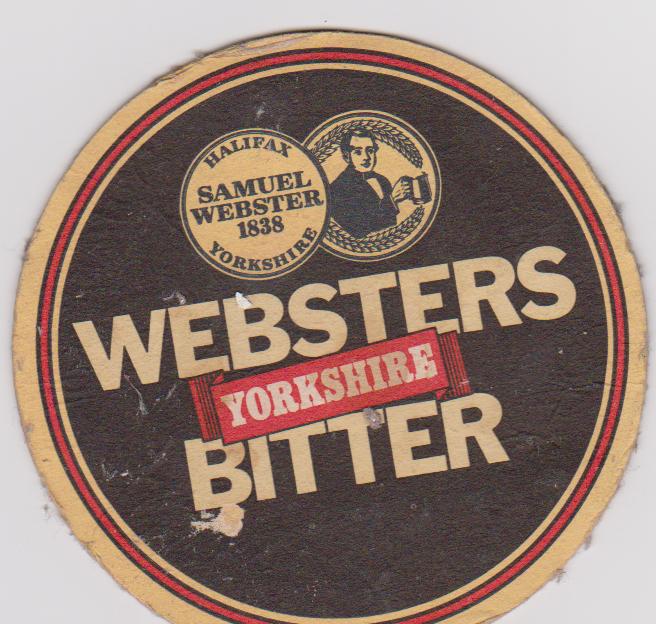 HALIFAX
SAMUEL
WEBSTER
1838
YORKSHIRE
WEBSTERS
YORKSHIRE
BITTER